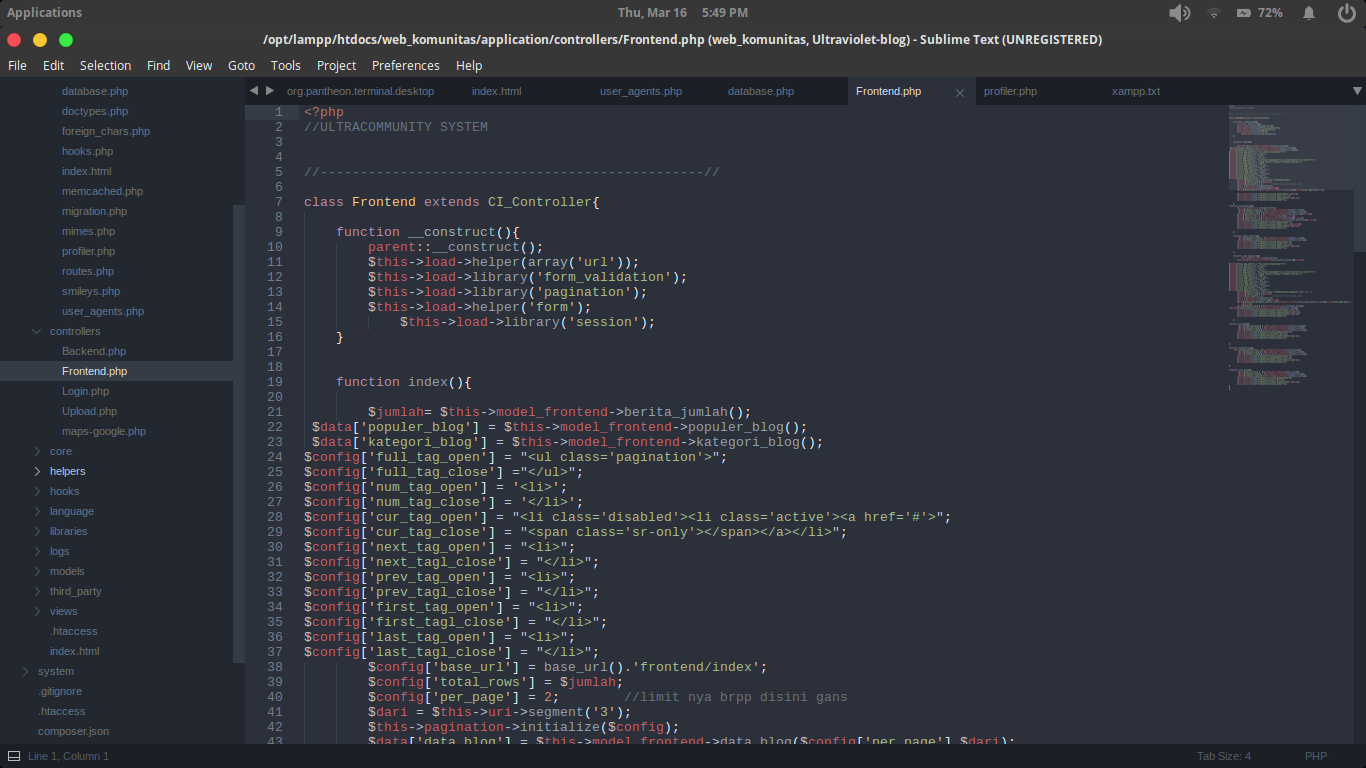 Applications
Thu, Mar 16 5:49 PM
72%
/opt/lampp/htdocs/web_komunitas/application/controllers/Frontend.php (web_komunitas, Ultraviolet-blog) - Sublime Text (UNREGISTERED)
File Edit Selection Find View Goto Tools Project Preferences Help
database.php
doctypes.php
foreign_chars.php
hooks.php
index.html
memcached.php
migration.php
mimes.php
profiler.php
routes.php
smileys.php
user_agents.php
controllers
Backend.php
Frontend.php
Login.php
Upload.php
maps-google.php
core
helpers
hooks
language
libraries
logs
models
third_party
views
.htaccess
index.html
system
.gitignore
.htaccess
composer.json
org.pantheon.terminal.desktop index.html user_agents.php database.php Frontend.php profiler.php xampp.txt
1 <?php
2 //ULTRACOMMUNITY SYSTEM
3
4
5 //------------------------------------------------//
6
7 class Frontend extends CI_Controller{
8
9 function __construct(){
10 parent::__construct();
11 $this->load->helper(array('url'));
12 $this->load->library('form_validation');
13 $this->load->library('pagination');
14 $this->load->helper('form');
15 $this->load->library('session');
16 }
17
18
19 function index(){
20
21 $jumlah= $this->model_frontend->berita_jumlah();
22 $data['populer_blog'] = $this->model_frontend->populer_blog();
23 $data['kategori_blog'] = $this->model_frontend->kategori_blog();
24 $config['full_tag_open'] = "<ul class='pagination'>";
25 $config['full_tag_close'] ="</ul>";
26 $config['num_tag_open'] = '<li>';
27 $config['num_tag_close'] = '</li>';
28 $config['cur_tag_open'] = "<li class='disabled'><li class='active'><a href='#'>";
29 $config['cur_tag_close'] = "<span class='sr-only'></span></a></li>";
30 $config['next_tag_open'] = "<li>";
31 $config['next_tagl_close'] = "</li>";
32 $config['prev_tag_open'] = "<li>";
33 $config['prev_tagl_close'] = "</li>";
34 $config['first_tag_open'] = "<li>";
35 $config['first_tagl_close'] = "</li>";
36 $config['last_tag_open'] = "<li>";
37 $config['last_tagl_close'] = "</li>";
38 $config['base_url'] = base_url().'frontend/index';
39 $config['total_rows'] = $jumlah;
40 $config['per_page'] = 2; //limit nya brpp disini gans
41 $dari = $this->uri->segment('3');
42 $this->pagination->initialize($config);
43 $data['data_blog'] = $this->model_frontend->data_blog($config['per_page'],$dari);
Line 1, Column 1
Tab Size: 4
PHP